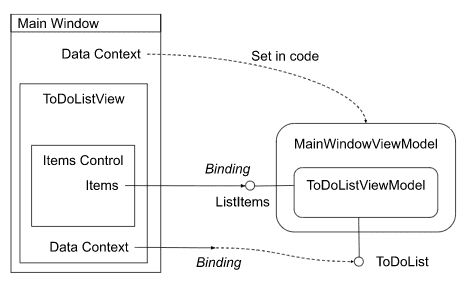 Main Window
Data Context
Set in code
ToDoListView
MainWindowViewModel
Items Control
Binding
Items
ToDoListViewModel
ListItems
Data Context
Binding
ToDoList